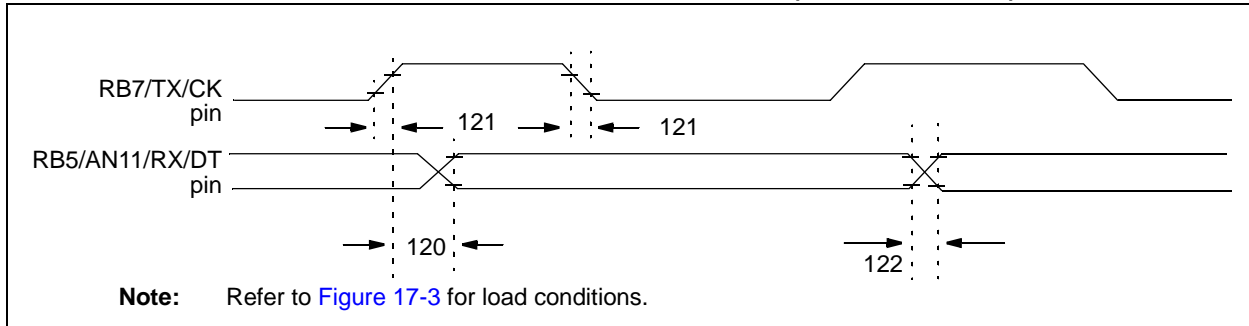 RB7/TX/CK
pin
121
121
RB5/AN11/RX/DT
pin
120
122
Note: Refer to Figure 17-3 for load conditions.